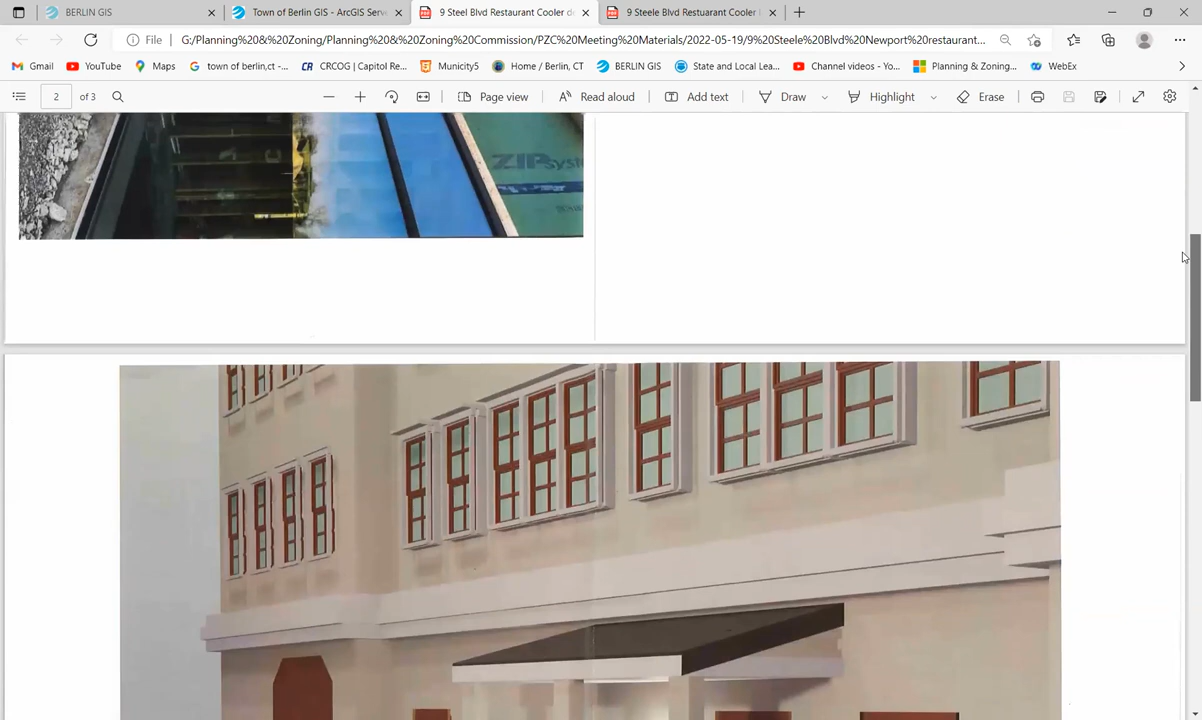 BERLIN GIS
Town of Berlin GIS - ArcGIS Serv
9 Steel Blvd Restaurant Cooler de
9 Steele Blvd Restuarant Cooler
File
G:/Planning%20&%20Zoning/Planning%20&%20Zoning%20Commission/PZC%20Meeting%20Materials/2022-05-19/9%20Steele%20Blvd%20Newport%20restaurant...
Gmail
YouTube
Maps
town of berlin,ct -...
CRCOG | Capitol Re...
Municity5
Home / Berlin, CT
BERLIN GIS
State and Local Lea...
Channel videos - Yo...
Planning & Zoning...
WebEx
2
of 3
Page view
Read aloud
Add text
Draw
Highlight
Erase
ZIP syste